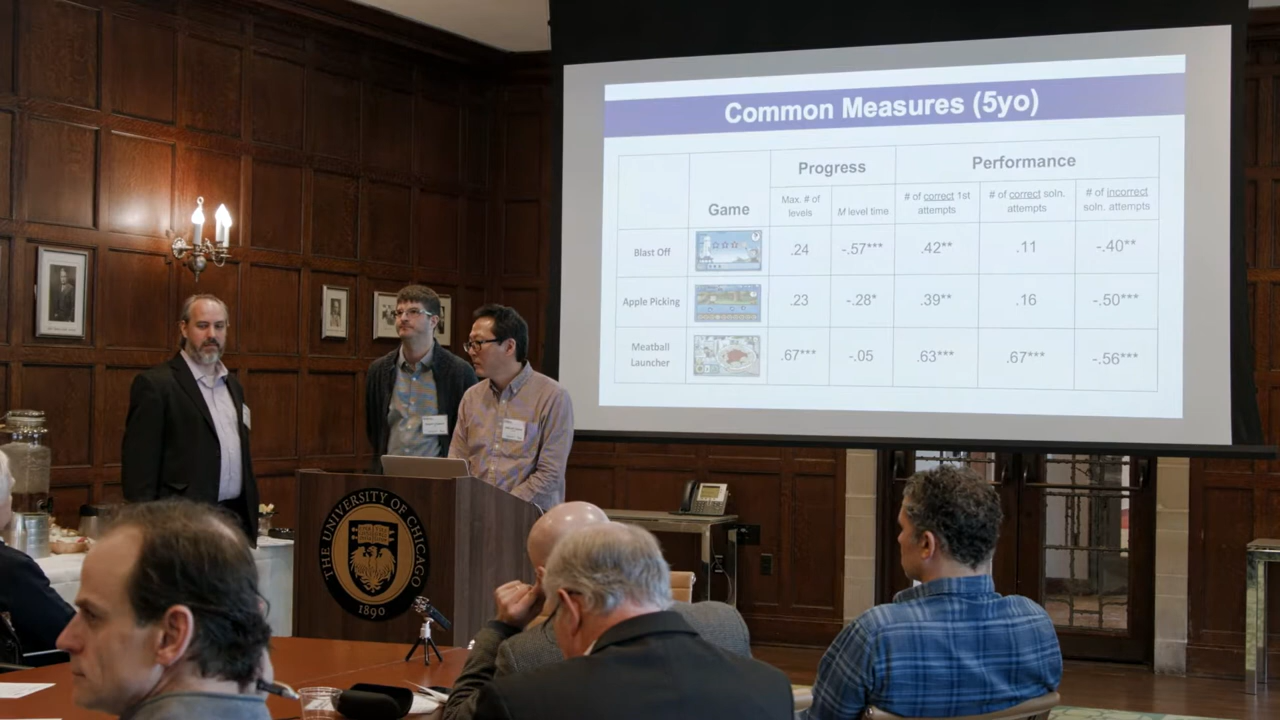 Common Measures (5yo)
Game
Progress
Performance
Max. # of
levels
M level time
# of correct 1st
attempts
# of correct soln.
attempts
# of incorrect
soln. attempts
Blast Off
.24
-.57***
.42**
.11
-.40**
Apple Picking
.23
-.28*
.39**
.16
-.50***
Meatball
Launcher
.67***
-.05
.63***
.67***
-.56***
THE UNIVERSITY OF CHICAGO
1890